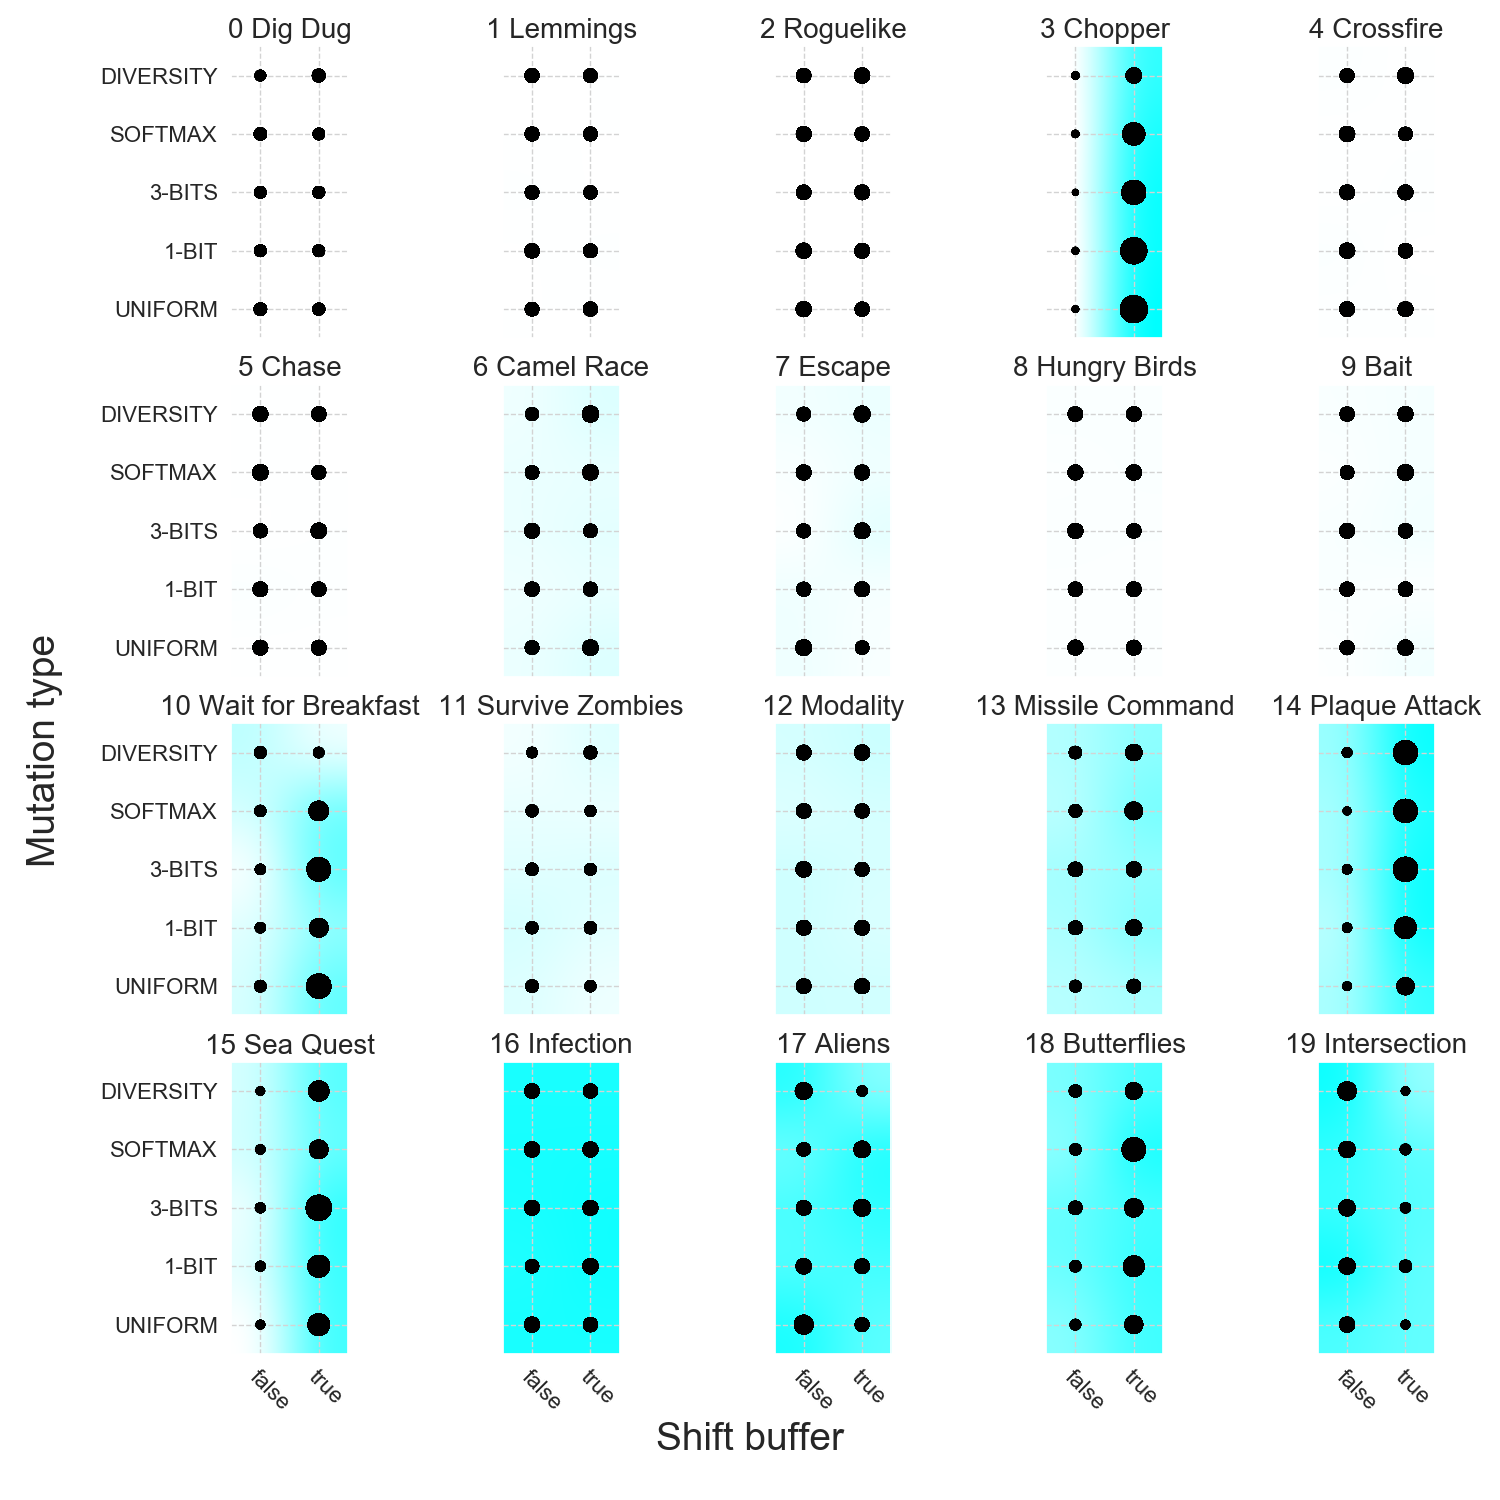 0 Dig Dug
1 Lemmings
2 Roguelike
3 Chopper
4 Crossfire
DIVERSITY
SOFTMAX
3-BITS
1-BIT
UNIFORM
5 Chase
6 Camel Race
7 Escape
8 Hungry Birds
9 Bait
DIVERSITY
SOFTMAX
3-BITS
1-BIT
UNIFORM
10 Wait for Breakfast
11 Survive Zombies
12 Modality
13 Missile Command
14 Plaque Attack
DIVERSITY
SOFTMAX
3-BITS
1-BIT
UNIFORM
15 Sea Quest
16 Infection
17 Aliens
18 Butterflies
19 Intersection
DIVERSITY
SOFTMAX
3-BITS
1-BIT
UNIFORM
false
true
false
true
false
true
false
true
false
true
Mutation type
Shift buffer